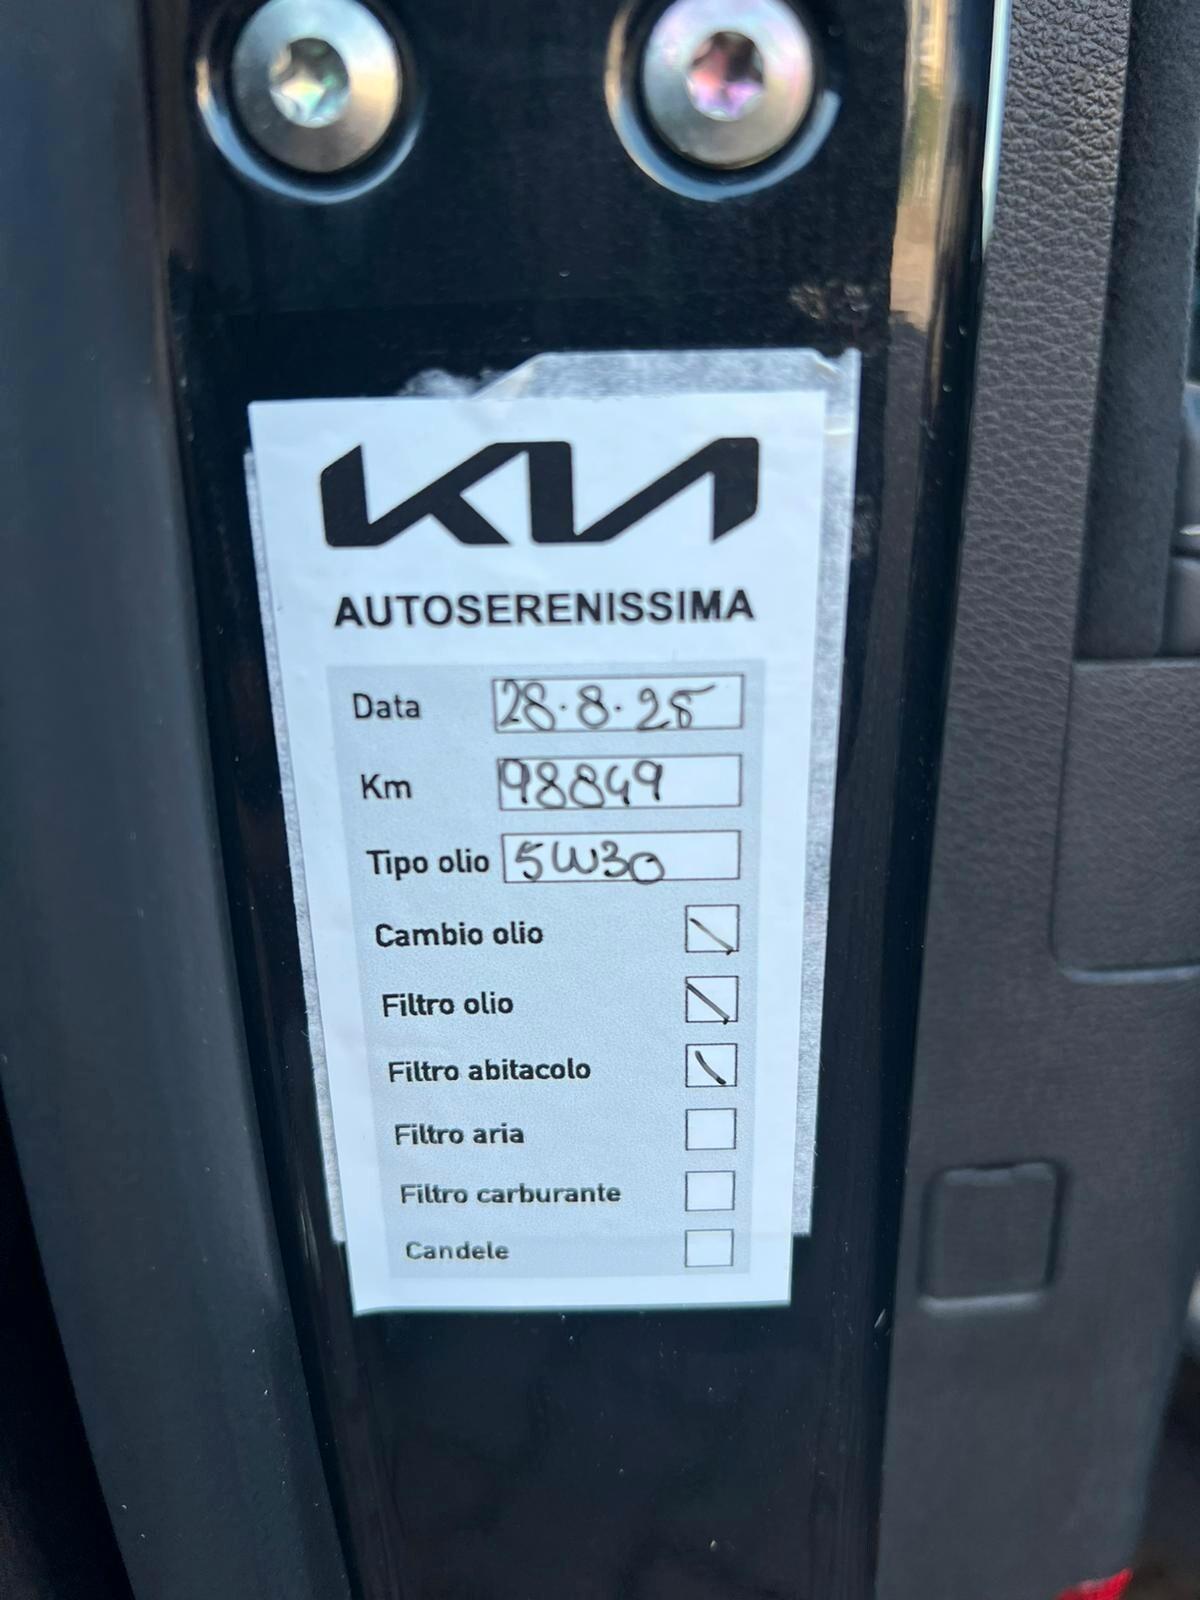 KIA
AUTOSERENISSIMA
Data 28.8.25
Km 98849
Tipo olio 5W30
Cambio olio
Filtro olio
Filtro abitacolo
Filtro aria
Filtro carburante
Candele